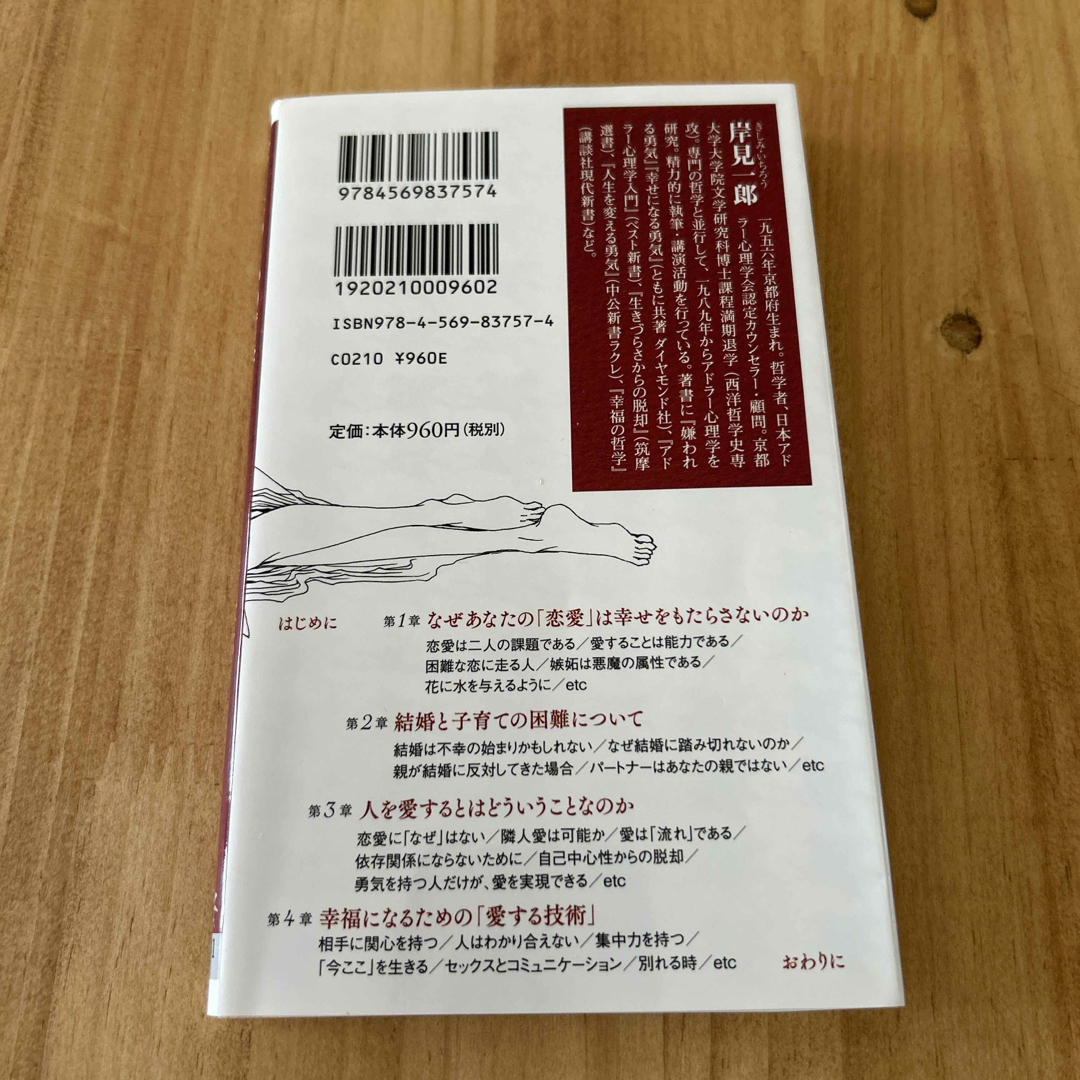 きしみ・いちろう
岸見一郎
一九五六年京都府生まれ。哲学者、日本アド
ラー心理学会認定カウンセラー・顧問。京都
大学大学院文学研究科博士課程満期退学(西洋哲学史専
攻)。専門の哲学と並行して、一九八九年からアドラー心理学を
研究。精力的に執筆・講演活動を行っている。著書に『嫌われ
る勇気』『幸せになる勇気』(ともに共著 ダイヤモンド社)、『アド
ラー心理学入門』(ベスト新書)、『生きづらさからの脱却』(筑摩
選書)、『人生を変える勇気』(中公新書ラクレ)、『幸福の哲学』
(講談社現代新書)など。
9784569837574
1920210009602
ISBN978-4-569-83757-4
C0210 ¥960E
定価:本体960円(税別)
はじめに
第1章 なぜあなたの「恋愛」は幸せをもたらさないのか
恋愛は二人の課題である/愛することは能力である/
困難な恋に走る人/嫉妬は悪魔の属性である/
花に水を与えるように/etc
第2章 結婚と子育ての困難について
結婚は不幸の始まりかもしれない/なぜ結婚に踏み切れないのか/
親が結婚に反対してきた場合/パートナーはあなたの親ではない/etc
第3章 人を愛するとはどういうことなのか
恋愛に「なぜ」はない/隣人愛は可能か/愛は「流れ」である/
依存関係にならないために/自己中心性からの脱却/
勇気を持つ人だけが、愛を実現できる/etc
第4章 幸福になるための「愛する技術」
相手に関心を持つ/人はわかり合えない/集中力を持つ/
「今ここ」を生きる/セックスとコミュニケーション/別れる時/etc
おわりに